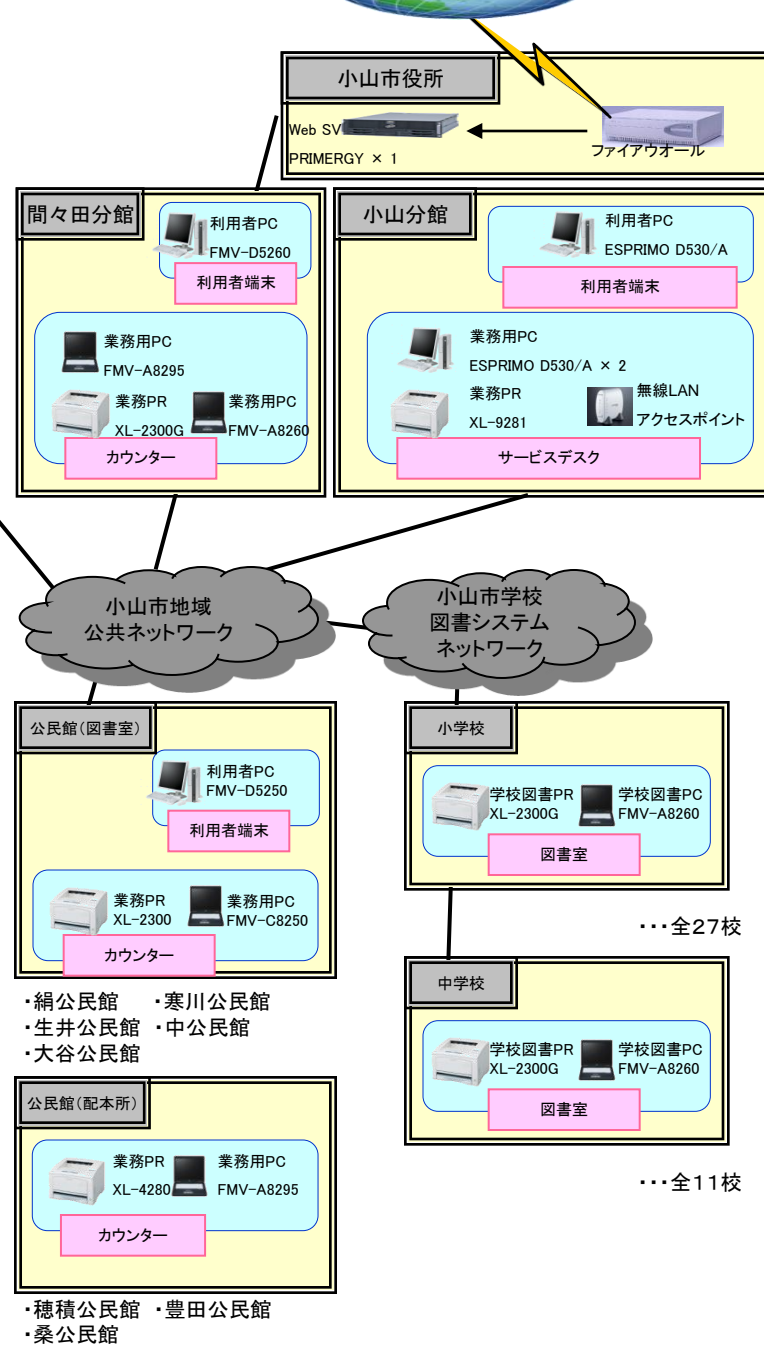 小山市役所
Web SV
PRIMERGY × 1
ファイアウオール
間々田分館
利用者PC
FMV-D5260
利用者端末
業務用PC
FMV-A8295
業務PR
XL-2300G
業務用PC
FMV-A8260
カウンター
小山分館
利用者PC
ESPRIMO D530/A
利用者端末
業務用PC
ESPRIMO D530/A × 2
業務PR
XL-9281
無線LAN
アクセスポイント
サービスデスク
小山市地域
公共ネットワーク
小山市学校
図書システム
ネットワーク
公民館(図書室)
利用者PC
FMV-D5250
利用者端末
業務PR
XL-2300
業務用PC
FMV-C8250
カウンター
・絹公民館 ・寒川公民館
・生井公民館 ・中公民館
・大谷公民館
小学校
学校図書PR
XL-2300G
学校図書PC
FMV-A8260
図書室
・・・全27校
中学校
学校図書PR
XL-2300G
学校図書PC
FMV-A8260
図書室
・・・全11校
公民館(配本所)
業務PR
XL-4280
業務用PC
FMV-A8295
カウンター
・穂積公民館 ・豊田公民館
・桑公民館